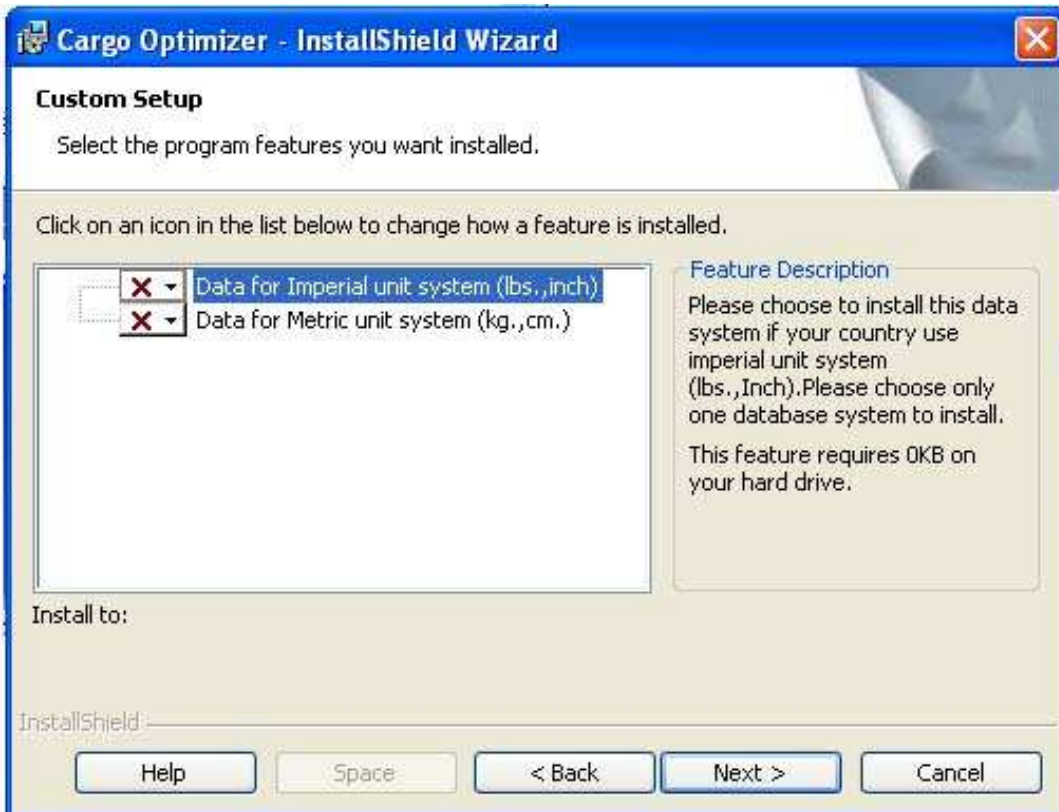 Cargo Optimizer - InstallShield Wizard
Custom Setup
Select the program features you want installed.
Click on an icon in the list below to change how a feature is installed.
Data for Imperial unit system (lbs.,inch)
Data for Metric unit system (kg.,cm.)
Feature Description
Please choose to install this data
system if your country use
imperial unit system
(lbs.,Inch).Please choose only
one database system to install.
This feature requires 0KB on
your hard drive.
Install to:
InstallShield
Help
Space
< Back
Next >
Cancel